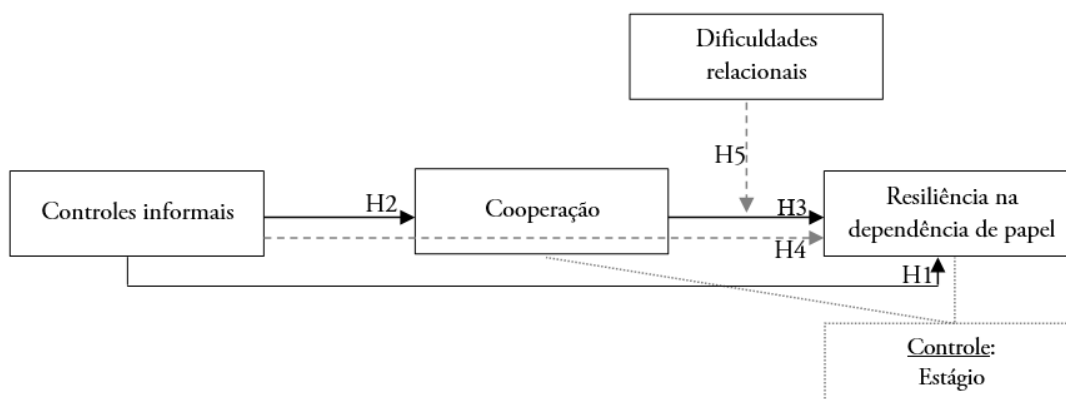 Dificuldades
relacionais
H5
Controles informais
H2
Cooperação
H3
Resiliência na
dependência de papel
H4
H1
Controle:
Estágio